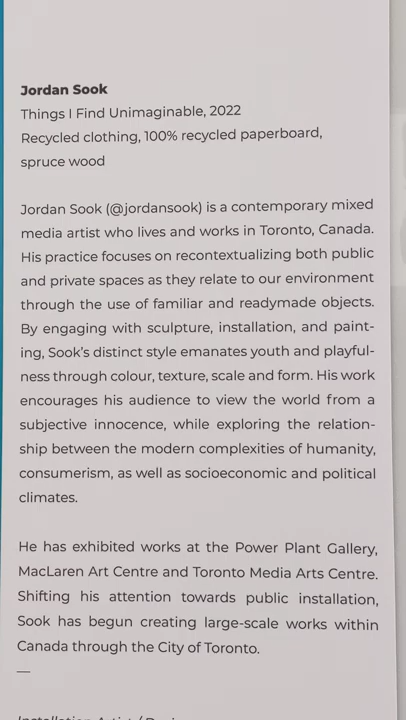 Jordan Sook
Things I Find Unimaginable, 2022
Recycled clothing, 100% recycled paperboard,
spruce wood
Jordan Sook (@jordansook) is a contemporary mixed
media artist who lives and works in Toronto, Canada.
His practice focuses on recontextualizing both public
and private spaces as they relate to our environment
through the use of familiar and readymade objects.
By engaging with sculpture, installation, and paint-
ing, Sook's distinct style emanates youth and playful-
ness through colour, texture, scale and form. His work
encourages his audience to view the world from a
subjective innocence, while exploring the relation-
ship between the modern complexities of humanity,
consumerism, as well as socioeconomic and political
climates.
He has exhibited works at the Power Plant Gallery,
MacLaren Art Centre and Toronto Media Arts Centre.
Shifting his attention towards public installation,
Sook has begun creating large-scale works within
Canada through the City of Toronto.
—
Installation Artist /